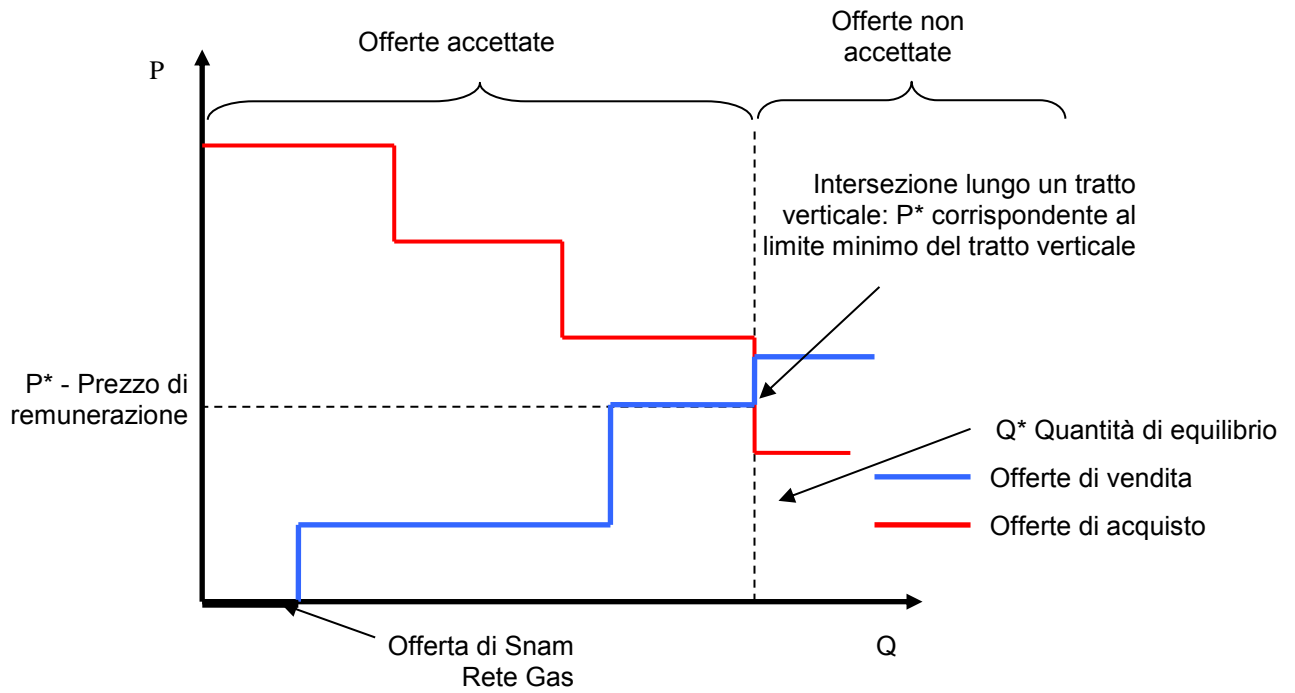 Offerte accettate
Offerte non
accettate
P
Intersezione lungo un tratto
verticale: P* corrispondente al
limite minimo del tratto verticale
P* - Prezzo di
remunerazione
Q* Quantità di equilibrio
Offerte di vendita
Offerte di acquisto
Offerta di Snam
Rete Gas
Q